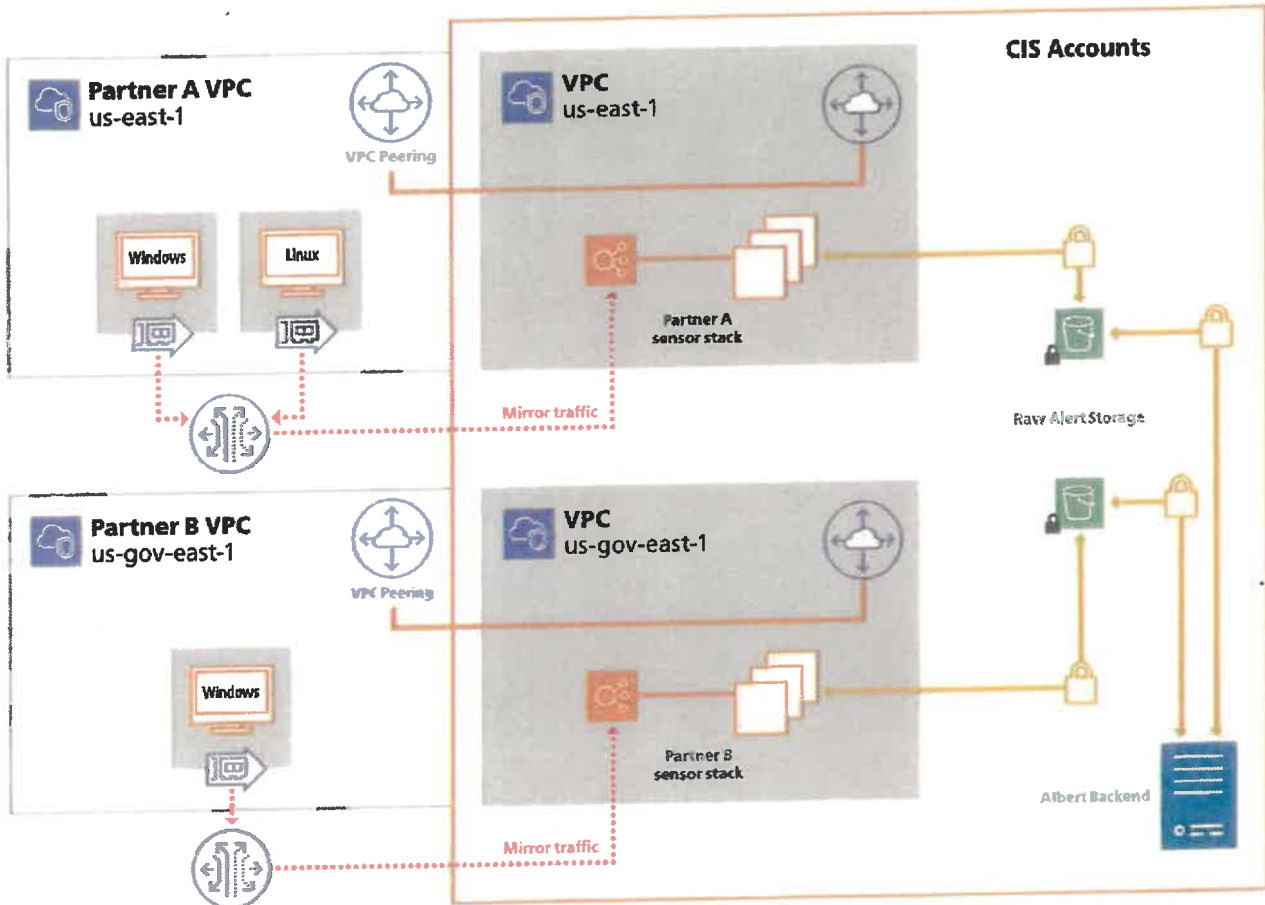 CIS Accounts
Partner A VPC
us-east-1
VPC Peering
VPC
us-east-1
Windows
Linux
Partner A
sensor stack
Mirror traffic
Raw Alert Storage
Partner B VPC
us-gov-east-1
VPC Peering
VPC
us-gov-east-1
Windows
Partner B
sensor stack
Mirror traffic
Albert Backend